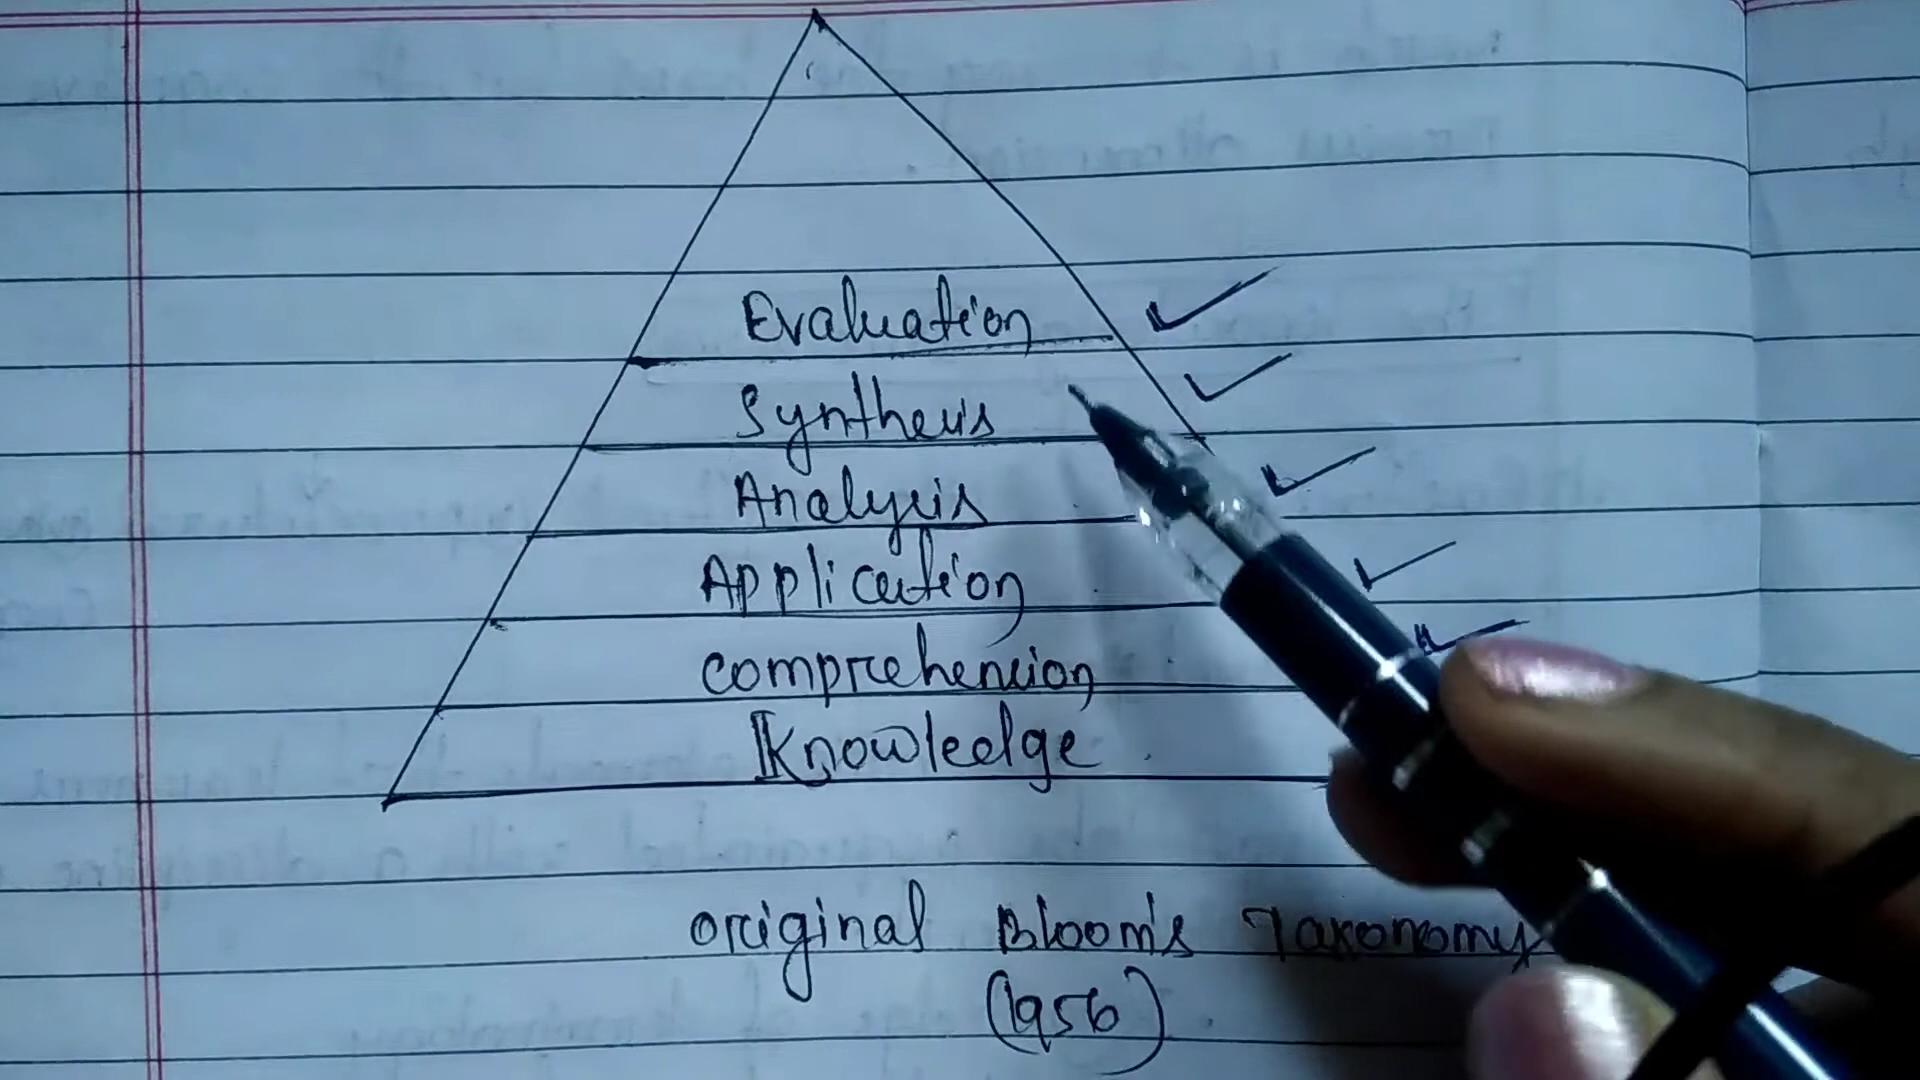 Evaluation
Synthesis
Analysis
Application
comprehension
Knowledge
original Bloom's Taxonomy
(1956)